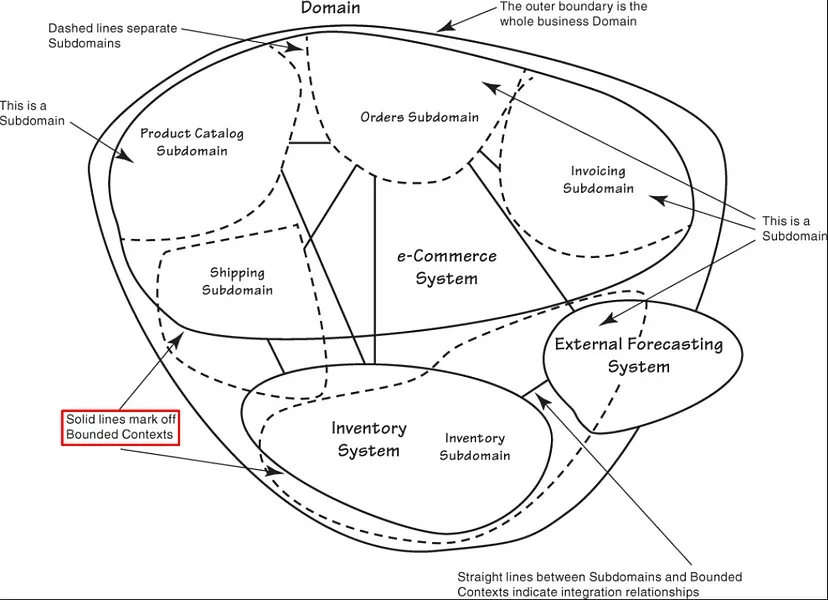 Domain
The outer boundary is the
whole business Domain
Dashed lines separate
Subdomains
This is a
Subdomain
Product Catalog
Subdomain
Orders Subdomain
Invoicing
Subdomain
This is a
Subdomain
e-Commerce
System
Shipping
Subdomain
External Forecasting
System
Solid lines mark off
Bounded Contexts
Inventory
System
Inventory
Subdomain
Straight lines between Subdomains and Bounded
Contexts indicate integration relationships